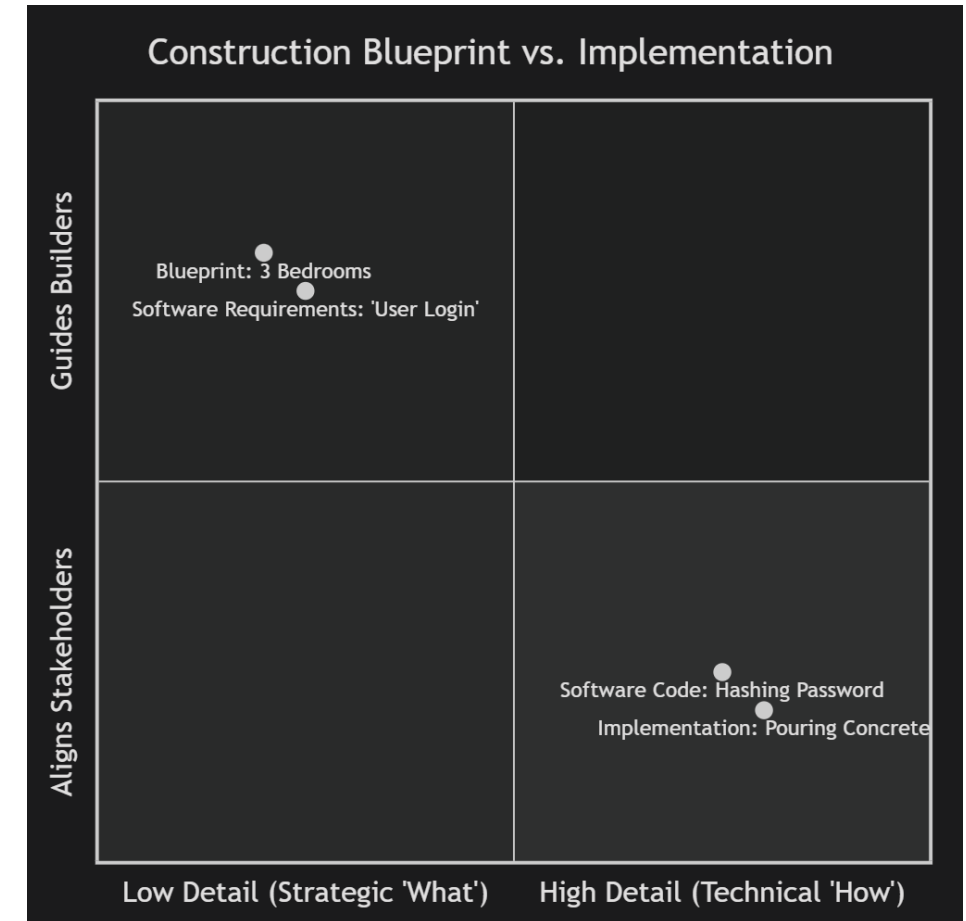 Construction Blueprint vs. Implementation
Guides Builders
Blueprint: 3 Bedrooms
Software Requirements: 'User Login'
Aligns Stakeholders
Software Code: Hashing Password
Implementation: Pouring Concrete
Low Detail (Strategic 'What')
High Detail (Technical 'How')